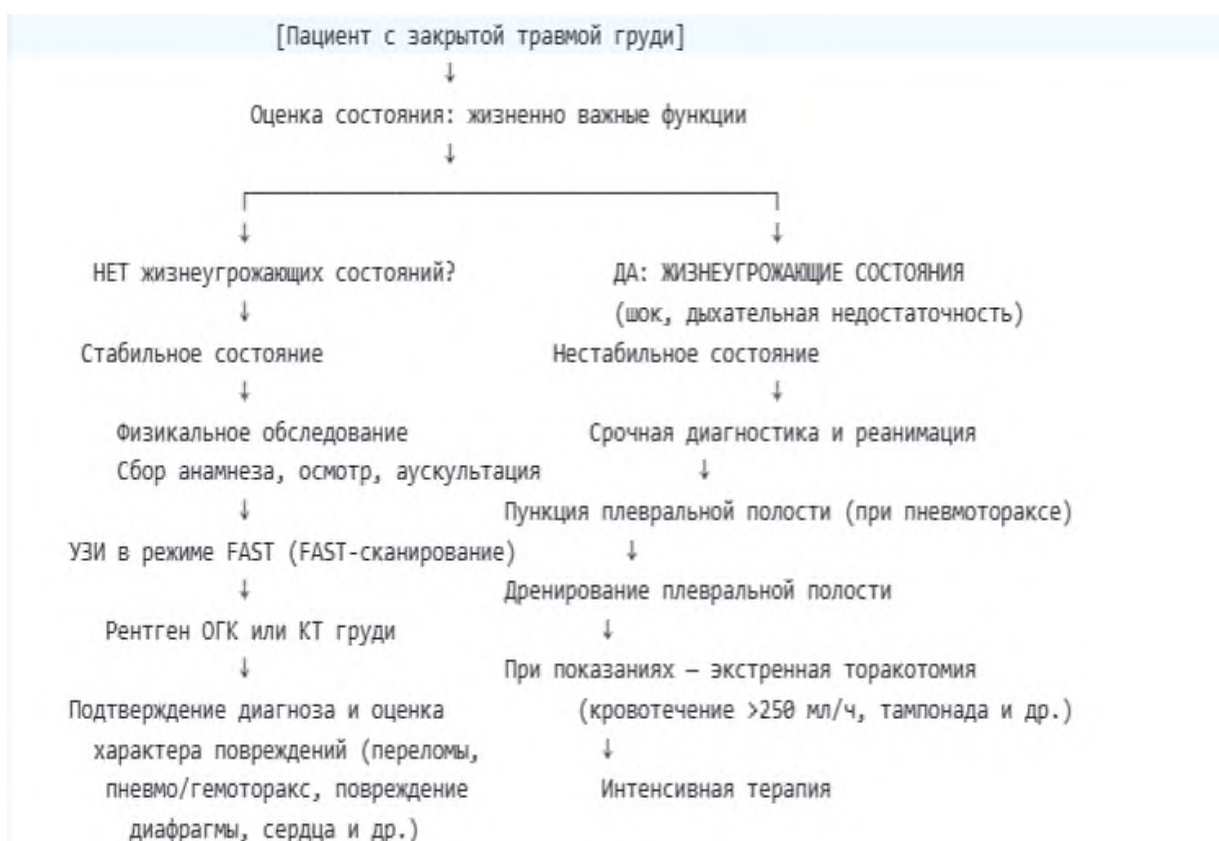 [Пациент с закрытой травмой груди]
↓
Оценка состояния: жизненно важные функции
↓
↓ ↓
НЕТ жизнеугрожающих состояний? ДА: ЖИЗНЕУГРОЖАЮЩИЕ СОСТОЯНИЯ
↓ (шок, дыхательная недостаточность)
Стабильное состояние Нестабильное состояние
↓ ↓
Физикальное обследование Срочная диагностика и реанимация
Сбор анамнеза, осмотр, аускультация ↓
↓ Пункция плевральной полости (при пневмотораксе)
УЗИ в режиме FAST (FAST-сканирование) ↓
↓ Дренирование плевральной полости
Рентген ОГК или КТ груди ↓
↓ При показаниях — экстренная торакотомия
Подтверждение диагноза и оценка (кровотечение >250 мл/ч, тампонада и др.)
характера повреждений (переломы, ↓
пневмо/гемоторакс, повреждение Интенсивная терапия
диафрагмы, сердца и др.)